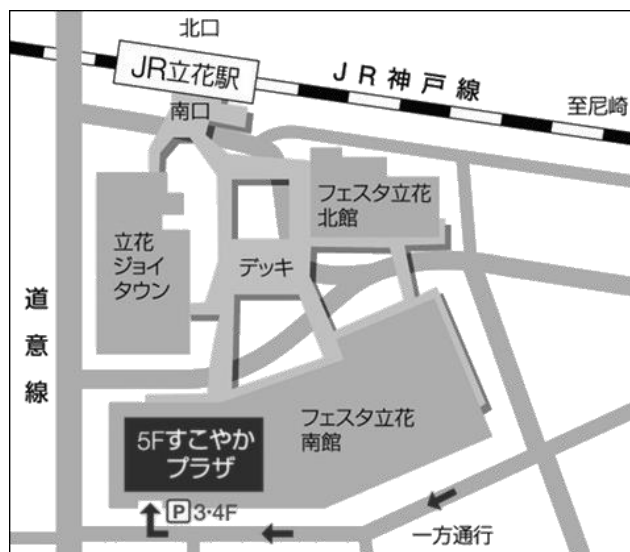 北口
JR立花駅
JR神戸線
南口
至尼崎
フェスタ立花
北館
立花
ジョイ
タウン
デッキ
道意線
フェスタ立花
南館
5Fすこやか
プラザ
P3・4F
一方通行